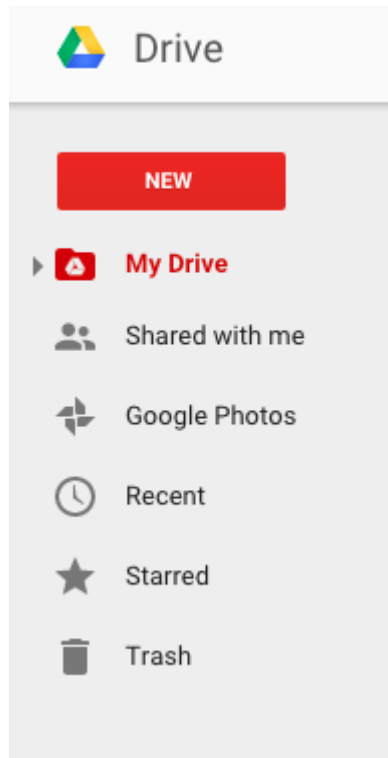 Drive
NEW
My Drive
Shared with me
Google Photos
Recent
Starred
Trash